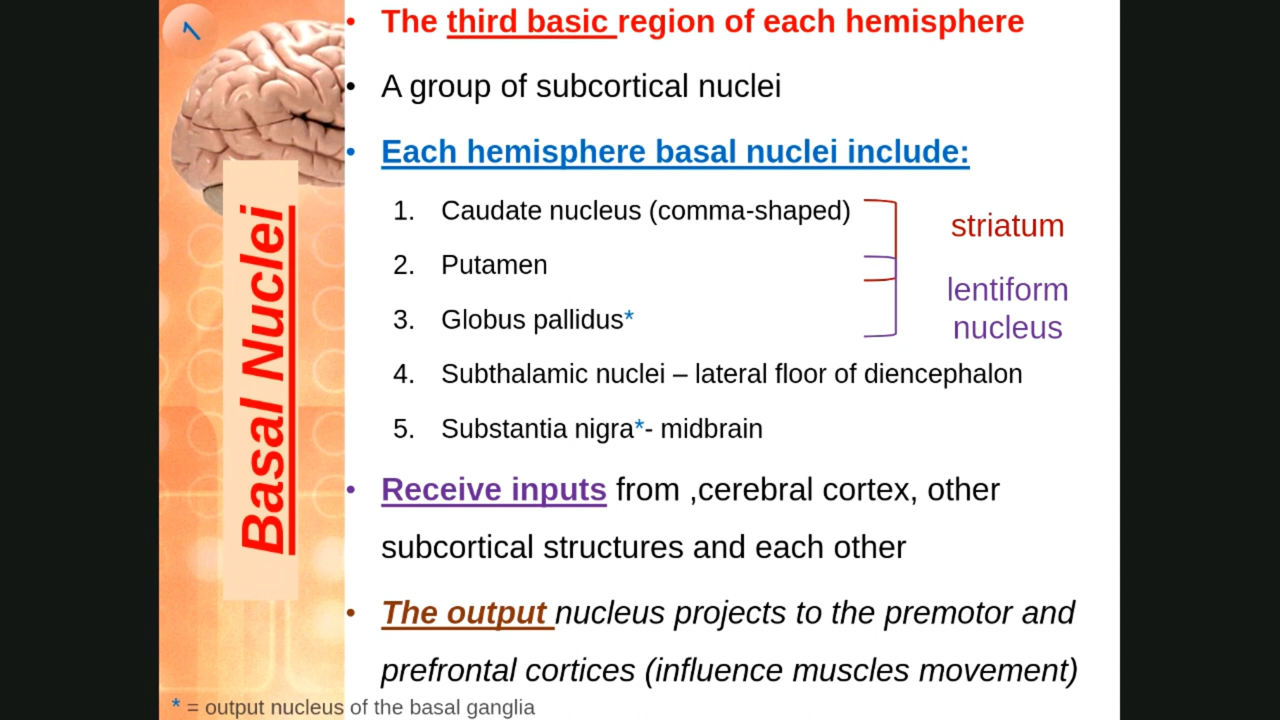 • The third basic region of each hemisphere
• A group of subcortical nuclei
• Each hemisphere basal nuclei include:
1. Caudate nucleus (comma-shaped)
striatum
2. Putamen
lentiform
nucleus
3. Globus pallidus*
4. Subthalamic nuclei – lateral floor of diencephalon
5. Substantia nigra*- midbrain
• Receive inputs from ,cerebral cortex, other
subcortical structures and each other
• The output nucleus projects to the premotor and
prefrontal cortices (influence muscles movement)
* = output nucleus of the basal ganglia
Basal Nuclei